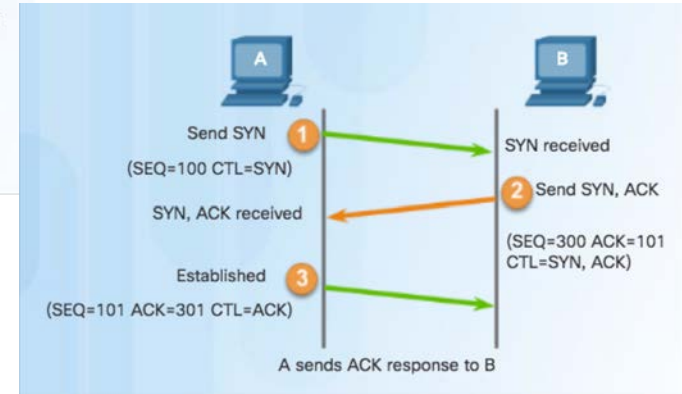 A
B
Send SYN
1
(SEQ=100 CTL=SYN)
SYN received
2
Send SYN, ACK
SYN, ACK received
(SEQ=300 ACK=101
CTL=SYN, ACK)
Established
3
(SEQ=101 ACK=301 CTL=ACK)
A sends ACK response to B